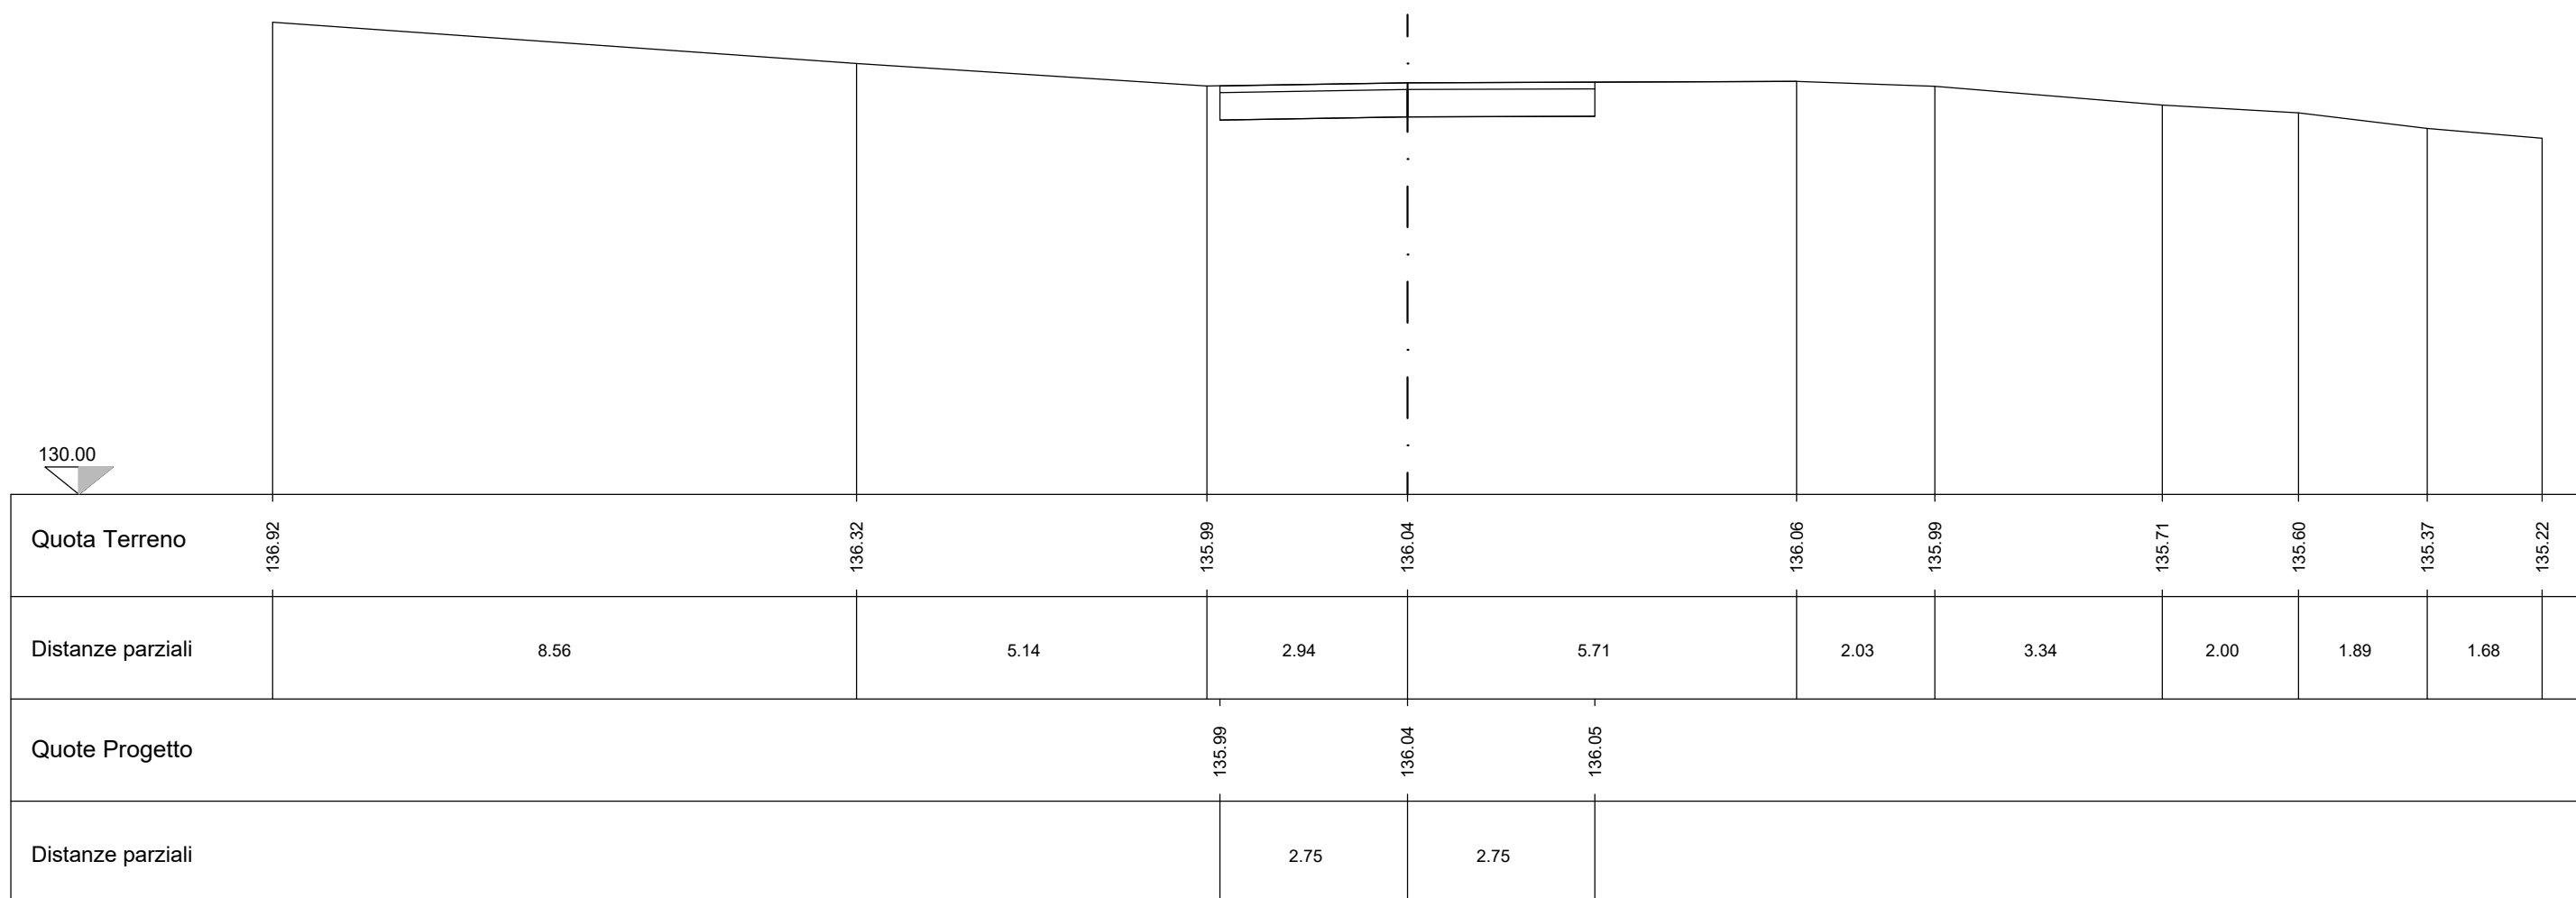 130.00
Quota Terreno 136.92 136.32 135.99 136.04 136.06 135.99 135.71 135.60 135.37 135.22
Distanze parziali 8.56 5.14 2.94 5.71 2.03 3.34 2.00 1.89 1.68
Quote Progetto 135.99 136.04 136.05
Distanze parziali 2.75 2.75